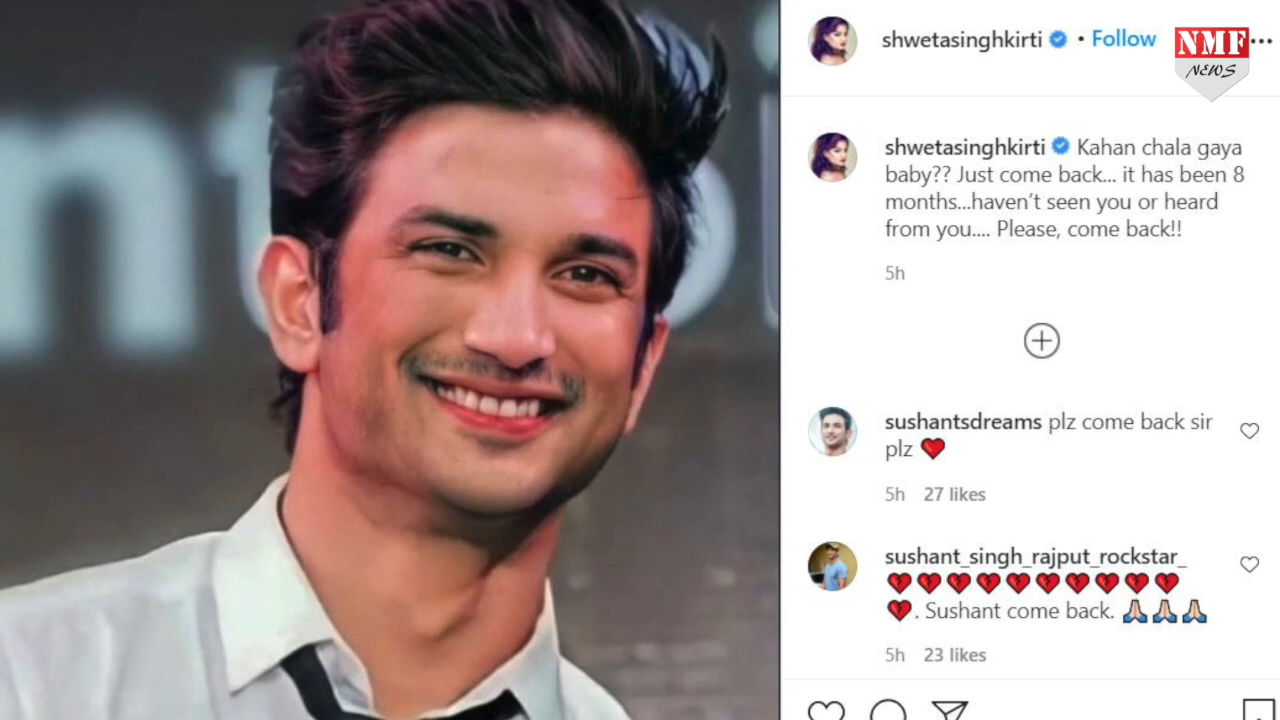 shwetasinghkirti • Follow
NMF
NEWS
shwetasinghkirti Kahan chala gaya
baby?? Just come back... it has been 8
months...haven't seen you or heard
from you.... Please, come back!!
5h
sushantsdreams plz come back sir
plz ❤️
5h 27 likes
sushant_singh_rajput_rockstar_
💔💔💔💔💔💔💔💔💔💔
💔. Sushant come back. 🙏🏻🙏🏻🙏🏻
5h 23 likes